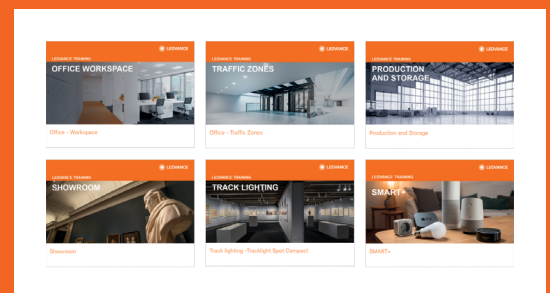 LEDVANCE
LEDVANCE TRAINING
OFFICE WORKSPACE
Office - Workspace
LEDVANCE
LEDVANCE TRAINING
TRAFFIC ZONES
Office - Traffic Zones
LEDVANCE
LEDVANCE TRAINING
PRODUCTION
AND STORAGE
Production and Storage
LEDVANCE
LEDVANCE TRAINING
SHOWROOM
Showroom
LEDVANCE
LEDVANCE TRAINING
TRACK LIGHTING
Track lighting -Tracklight Spot Compact
LEDVANCE
LEDVANCE TRAINING
SMART+
SMART+